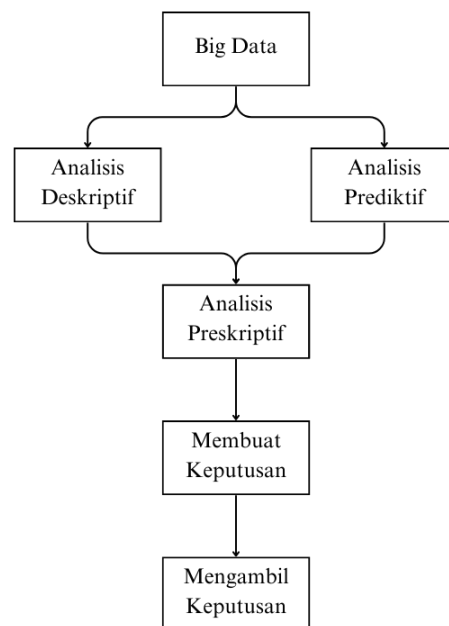 Big Data
Analisis
Deskriptif
Analisis
Prediktif
Analisis
Preskriptif
Membuat
Keputusan
Mengambil
Keputusan